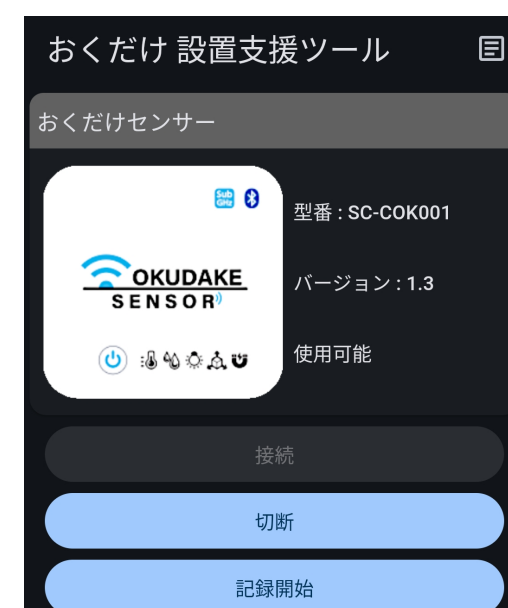 おくだけ 設置支援ツール
おくだけセンサー
Sub
GHz
OKUDAKE
SENSOR
型番 : SC-COK001
バージョン : 1.3
使用可能
接続
切断
記録開始